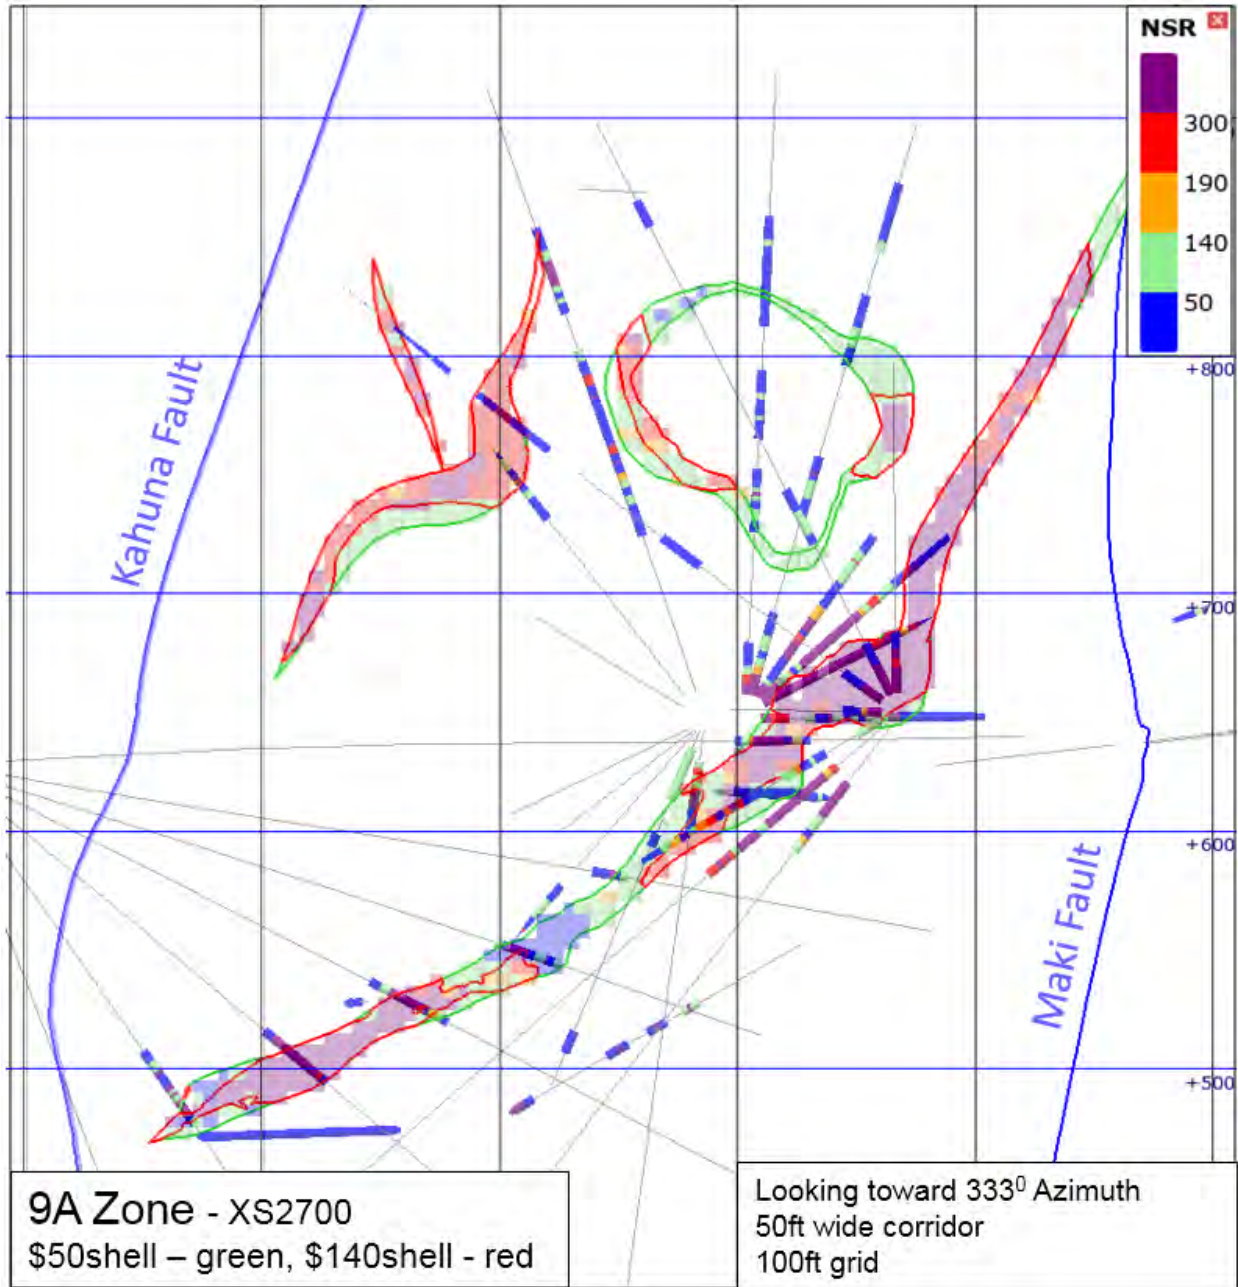 NSR
300
190
140
50
+800
Kahuna Fault
+700
+600
Maki Fault
+500
9A Zone - XS2700
$50shell – green, $140shell - red
Looking toward 333⁰ Azimuth
50ft wide corridor
100ft grid